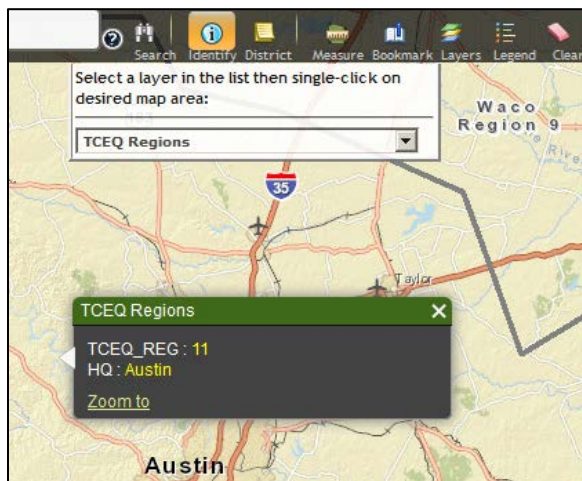 ?
Search Identify District Measure Bookmark Layers Legend Clear
Select a layer in the list then single-click on
desired map area:
TCEQ Regions
Waco
Region 9
35
Taylor
TCEQ Regions
TCEQ_REG : 11
HQ : Austin
Zoom to
Austin